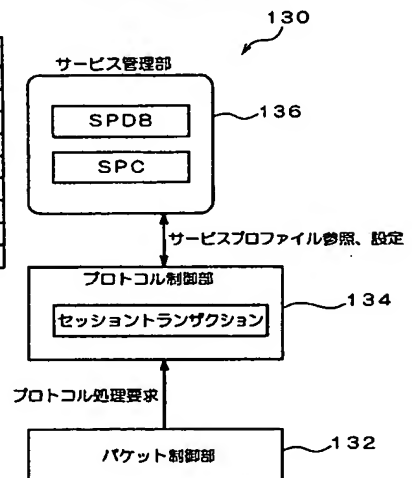 130
サービス管理部
SPDB
136
SPC
サービスプロファイル参照、設定
プロトコル制御部
134
セッショントランザクション
プロトコル処理要求
132
パケット制御部